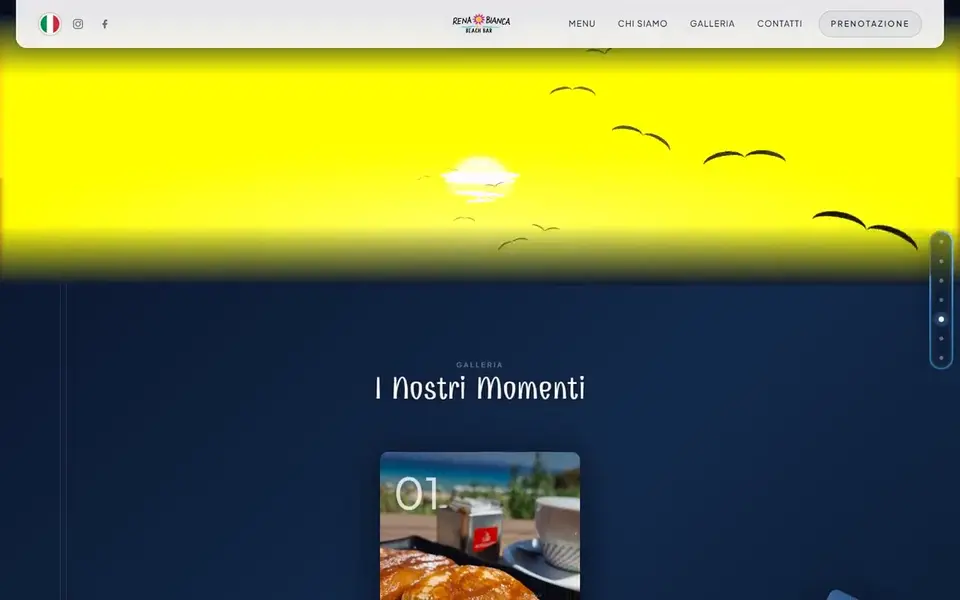 RENA BIANCA
BEACH BAR
MENU
CHI SIAMO
GALLERIA
CONTATTI
PRENOTAZIONE
GALLERIA
I Nostri Momenti
01